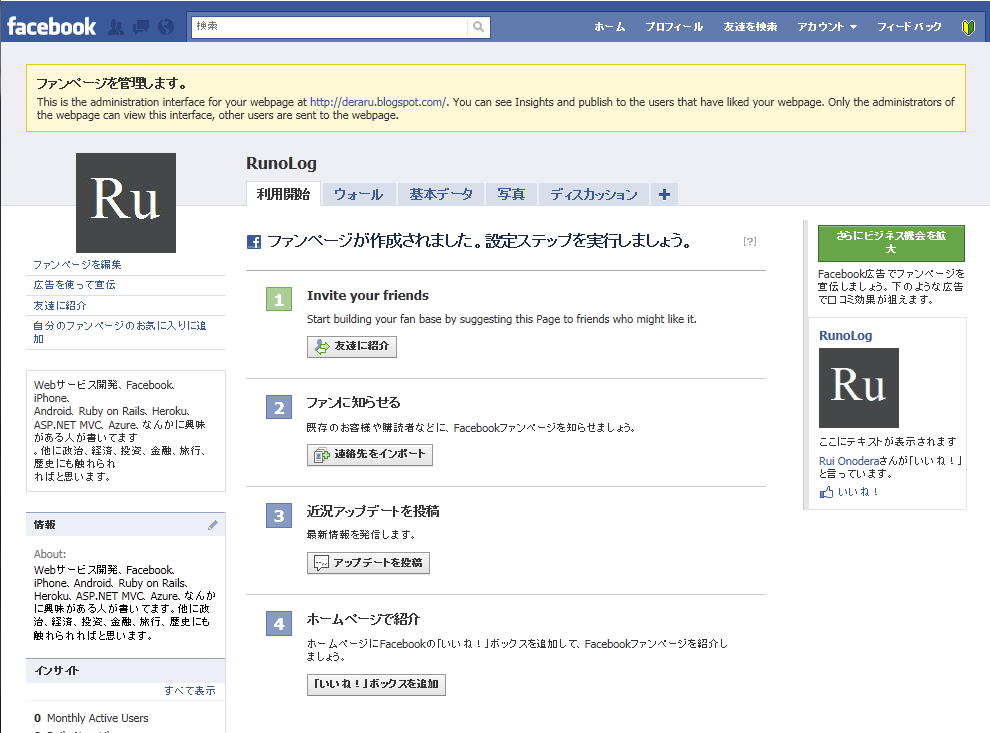 facebook
検索
ホーム
プロフィール
友達を検索
アカウント
フィードバック
ファンページを管理します。
This is the administration interface for your webpage at http://deraru.blogspot.com/. You can see Insights and publish to the users that have liked your webpage. Only the administrators of
the webpage can view this interface, other users are sent to the webpage.
Ru
RunoLog
利用開始
ウォール
基本データ
写真
ディスカッション
+
ファンページを編集
広告を使って宣伝
友達に紹介
自分のファンページのお気に入りに追
加
Webサービス開発、Facebook、
iPhone、
Android、Ruby on Rails、Heroku、
ASP.NET MVC、Azure、なんかに興味
がある人が書いてます
。他に政治、経済、投資、金融、旅行、
歴史にも触れられ
ればと思います。
情報
About:
Webサービス開発、Facebook、
iPhone、Android、Ruby on Rails、
Heroku、ASP.NET MVC、Azure、なんか
に興味がある人が書いてます。他に政
治、経済、投資、金融、旅行、歴史にも
触れられればと思います。
インサイト
すべて表示
0 Monthly Active Users
ファンページが作成されました。設定ステップを実行しましょう。
[?]
1
Invite your friends
Start building your fan base by suggesting this Page to friends who might like it.
友達に紹介
2
ファンに知らせる
既存のお客様や購読者などに、Facebookファンページを知らせましょう。
連絡先をインポート
3
近況アップデートを投稿
最新情報を発信します。
アップデートを投稿
4
ホームページで紹介
ホームページにFacebookの「いいね！」ボックスを追加して、Facebookファンページを紹介し
ましょう。
「いいね！」ボックスを追加
さらにビジネス機会を拡
大
Facebook広告でファンページを
宣伝しましょう。下のような広告
で口コミ効果が狙えます。
RunoLog
Ru
ここにテキストが表示されます
Rui Onoderaさんが「いいね！」
と言っています。
いいね！